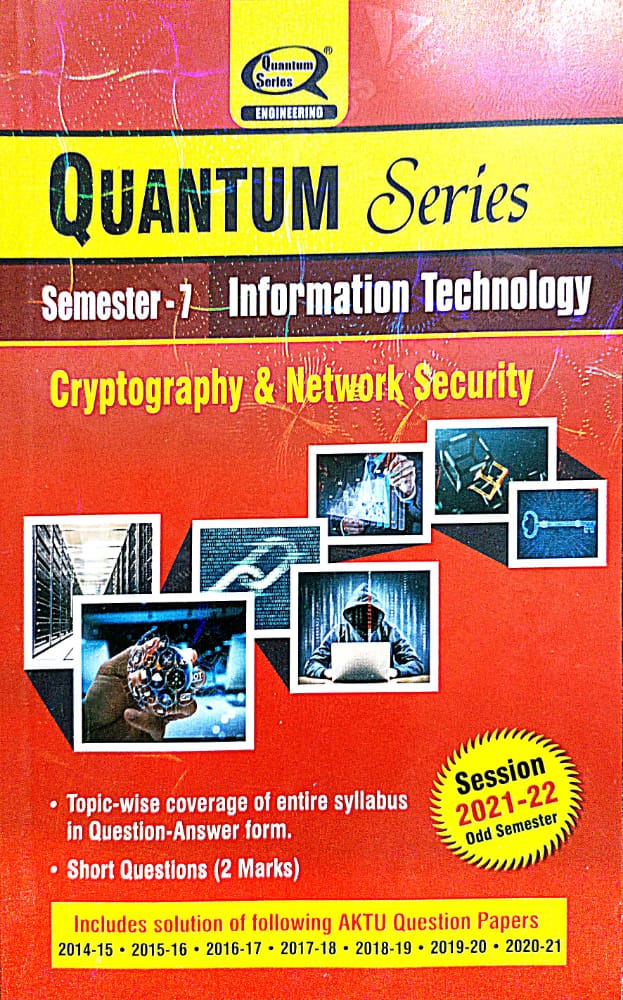 Quantum
Series
®
ENGINEERING
QUANTUM Series
Semester - 7 Information Technology
Cryptography & Network Security
Session
2021-22
Odd Semester
• Topic-wise coverage of entire syllabus
in Question-Answer form.
• Short Questions (2 Marks)
Includes solution of following AKTU Question Papers
2014-15 • 2015-16 • 2016-17 • 2017-18 • 2018-19 • 2019-20 • 2020-21